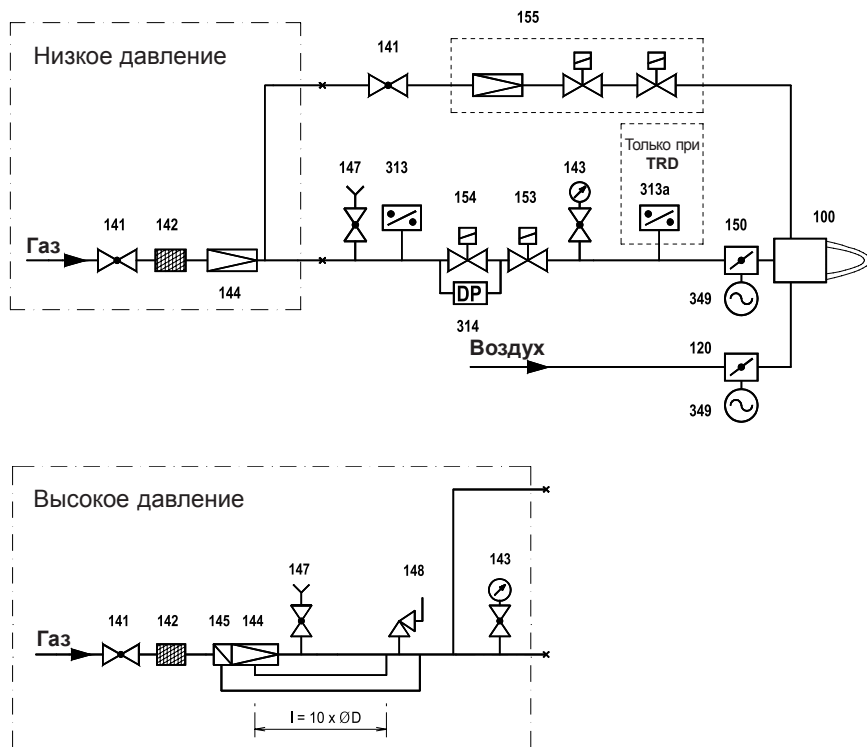 155
Низкое давление
141
Только при
TRD
147
313
143
313a
154
153
141
142
150
100
Газ
144
DP
349
314
Воздух
120
349
Высокое давление
147
148
143
141
142
145
144
Газ
l = 10 x ØD